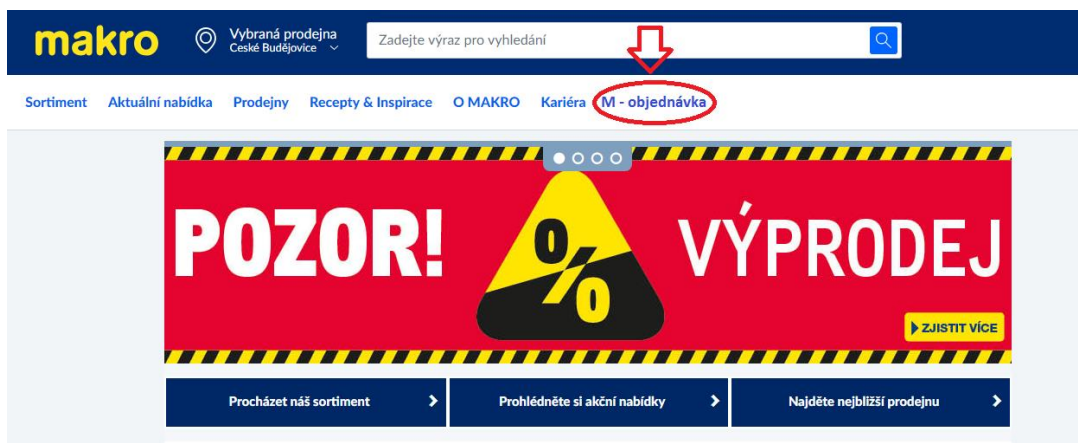 makro
Vybraná prodejna
České Budějovice
Zadejte výraz pro vyhledání
Sortiment Aktuální nabídka Prodejny Recepty & Inspirace O MAKRO Kariéra M - objednávka
POZOR! % VÝPRODEJ
ZJISTIT VÍCE
Procházet náš sortiment Prohlédněte si akční nabídky Najděte nejbližší prodejnu